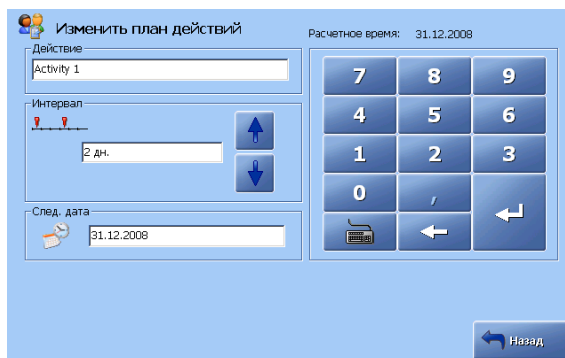 Изменить план действий
Расчетное время: 31.12.2008
Действие
Activity 1
Интервал
2 дн.
След. дата
31.12.2008
7 8 9
4 5 6
1 2 3
0 ,
Назад